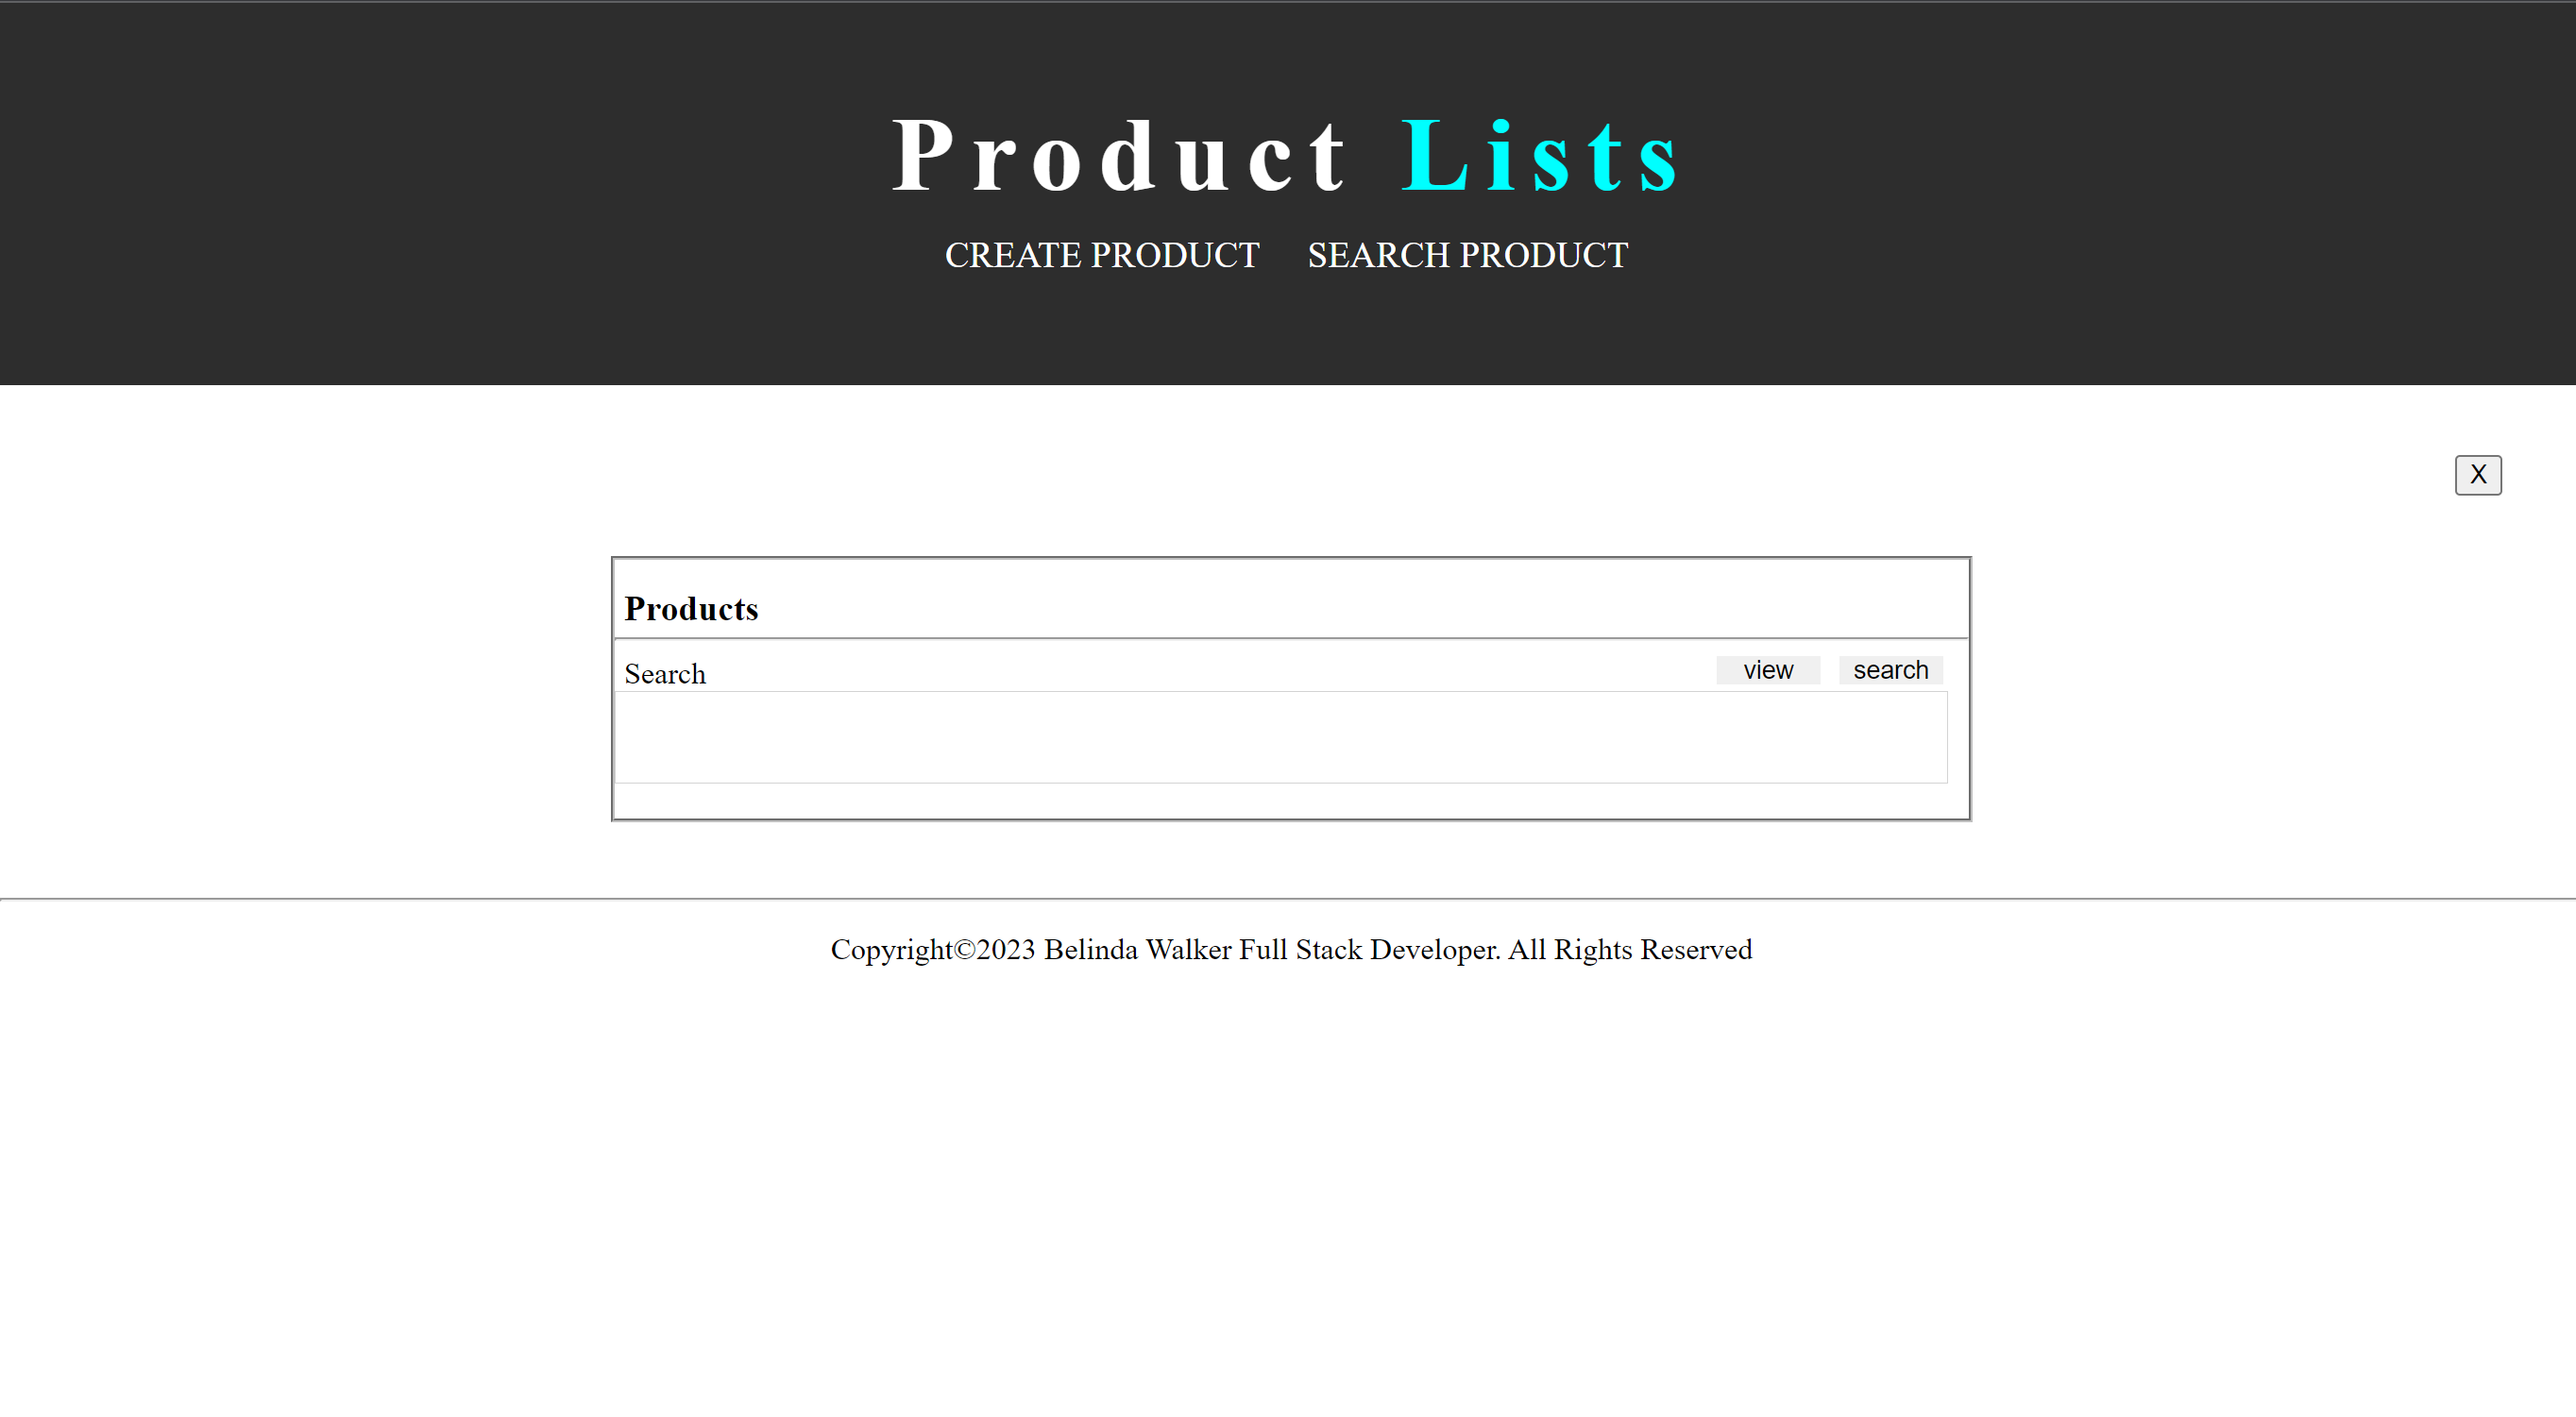 Product Lists
CREATE PRODUCT SEARCH PRODUCT
X
Products
Search view search
Copyright©2023 Belinda Walker Full Stack Developer. All Rights Reserved